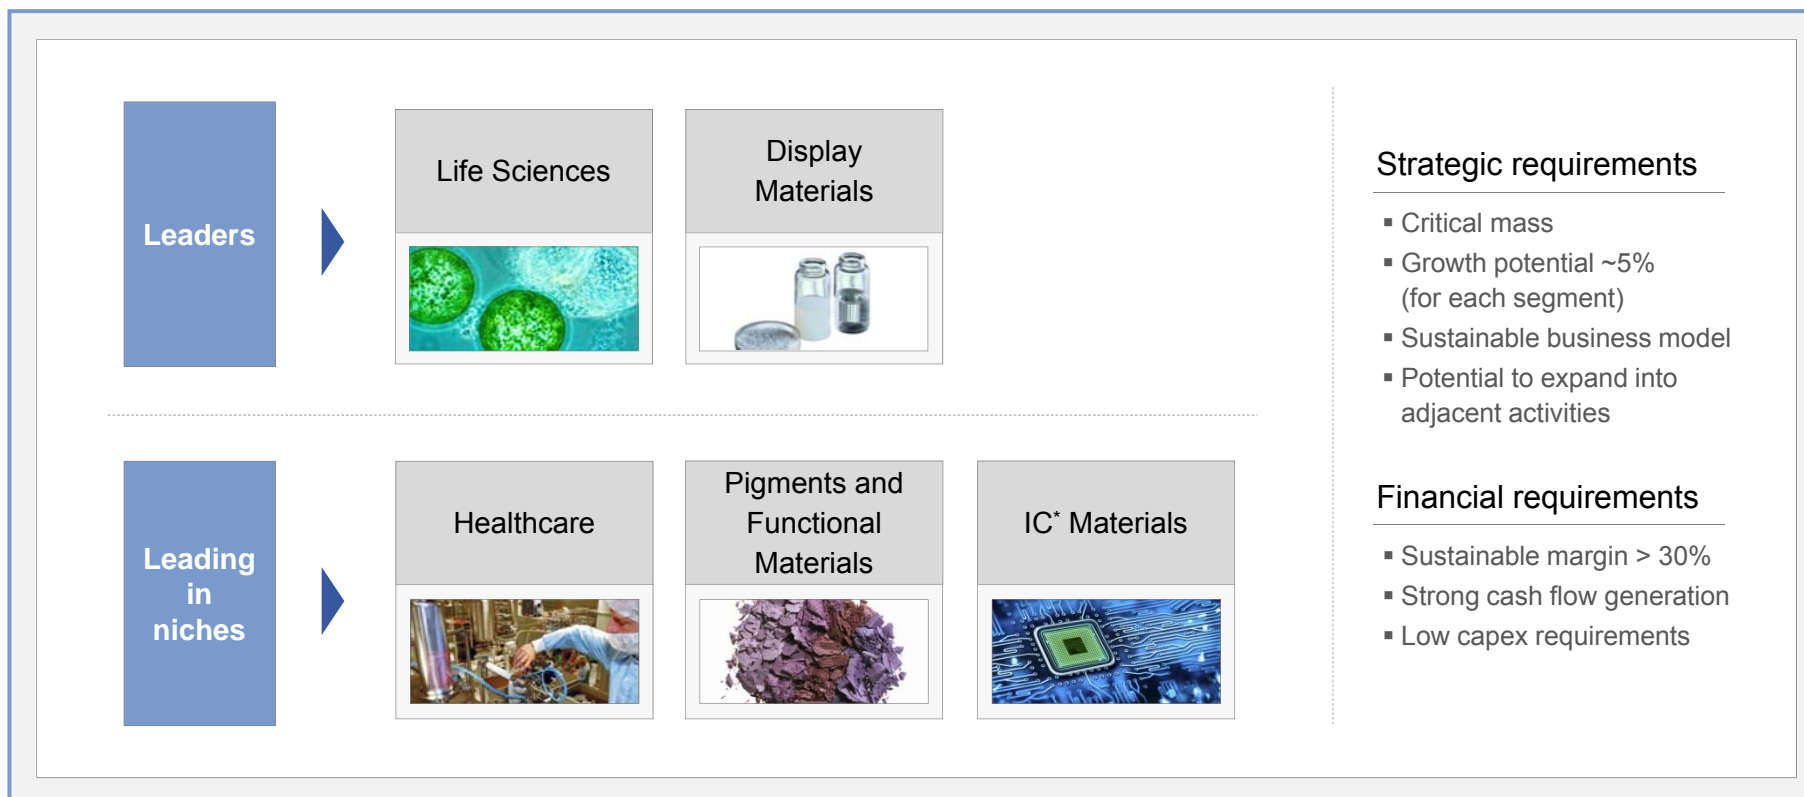 Leaders
Life Sciences
Display
Materials
Leading
in
niches
Healthcare
Pigments and
Functional
Materials
IC* Materials
Strategic requirements
▪ Critical mass
▪ Growth potential ~5%
(for each segment)
▪ Sustainable business model
▪ Potential to expand into
adjacent activities
Financial requirements
▪ Sustainable margin > 30%
▪ Strong cash flow generation
▪ Low capex requirements